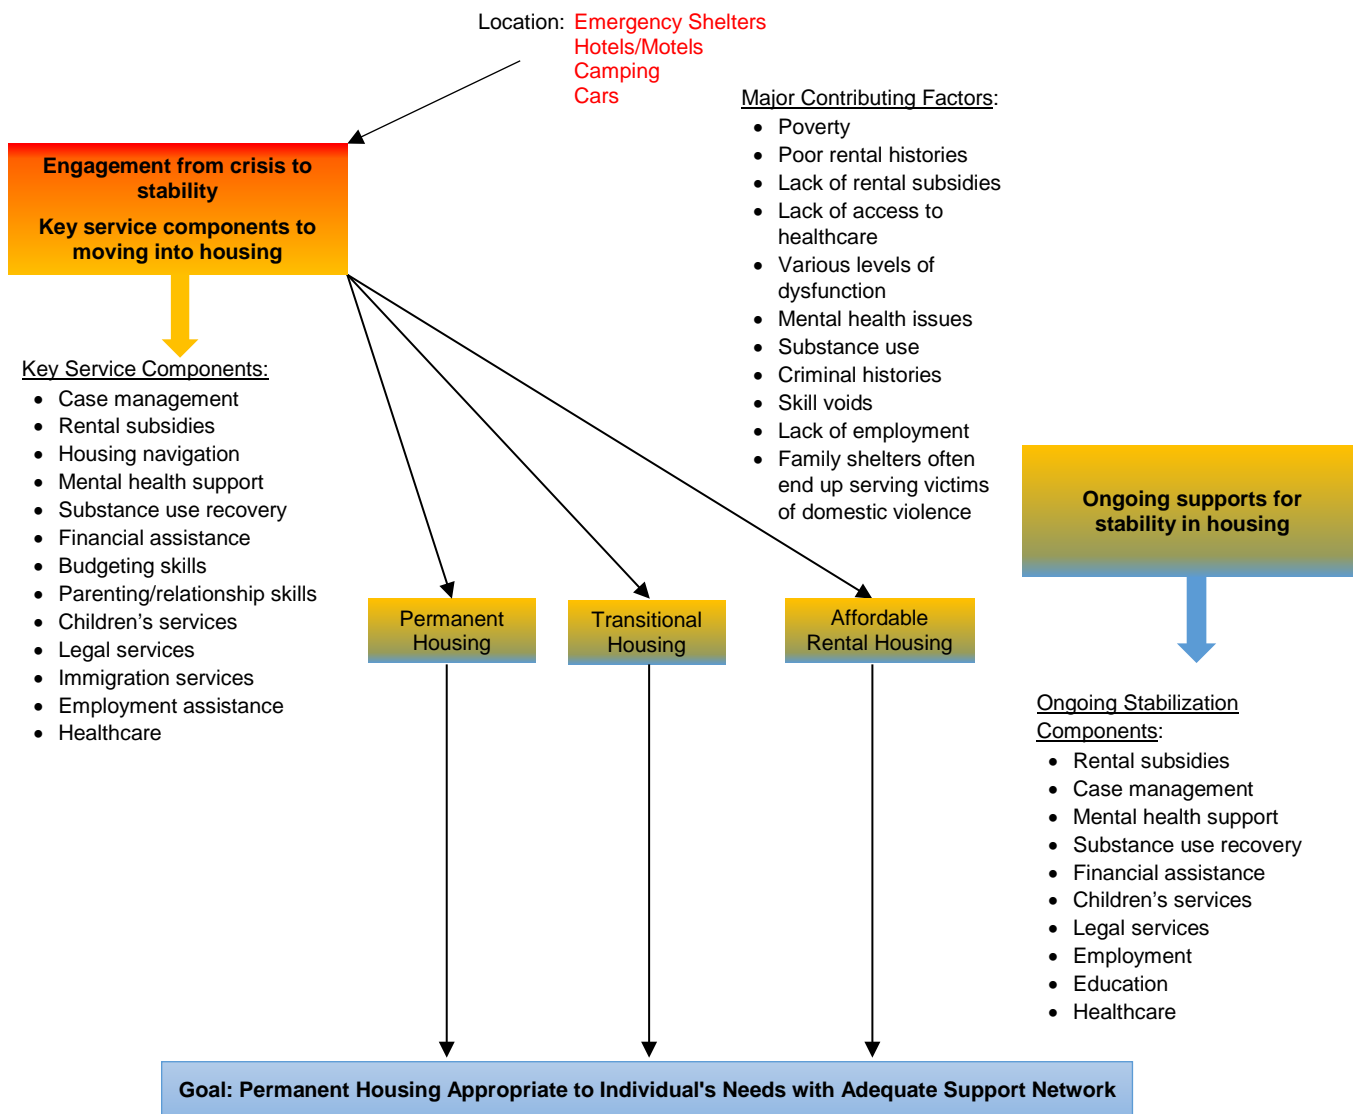 Location: Emergency Shelters
Hotels/Motels
Camping
Cars
Major Contributing Factors:
• Poverty
• Poor rental histories
• Lack of rental subsidies
• Lack of access to
healthcare
• Various levels of
dysfunction
• Mental health issues
• Substance use
• Criminal histories
• Skill voids
• Lack of employment
• Family shelters often
end up serving victims
of domestic violence
Engagement from crisis to
stability
Key service components to
moving into housing
Key Service Components:
• Case management
• Rental subsidies
• Housing navigation
• Mental health support
• Substance use recovery
• Financial assistance
• Budgeting skills
• Parenting/relationship skills
• Children’s services
• Legal services
• Immigration services
• Employment assistance
• Healthcare
Permanent
Housing
Transitional
Housing
Affordable
Rental Housing
Ongoing supports for
stability in housing
Ongoing Stabilization
Components:
• Rental subsidies
• Case management
• Mental health support
• Substance use recovery
• Financial assistance
• Children’s services
• Legal services
• Employment
• Education
• Healthcare
Goal: Permanent Housing Appropriate to Individual's Needs with Adequate Support Network